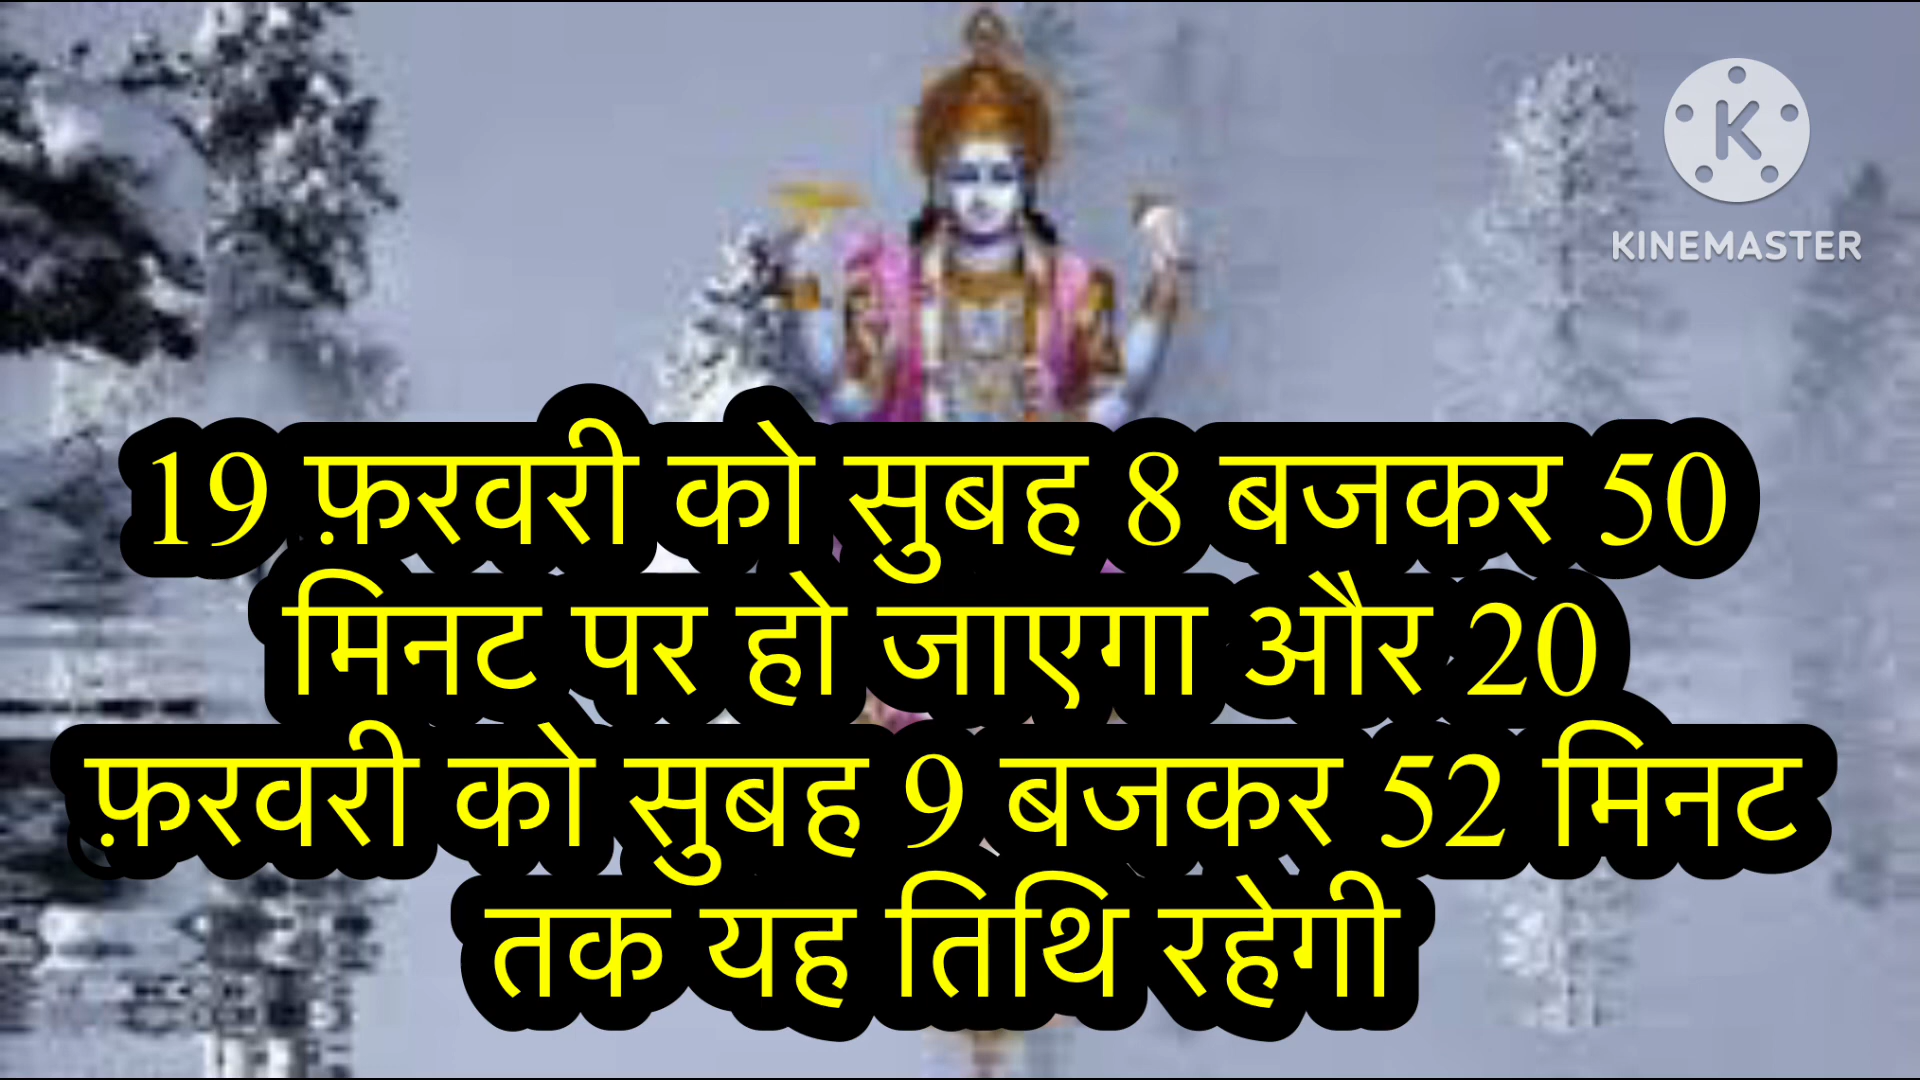 K
KINEMASTER
19 फ़रवरी को सुबह 8 बजकर 50
मिनट पर हो जाएगा और 20
फ़रवरी को सुबह 9 बजकर 52 मिनट
तक यह तिथि रहेगी